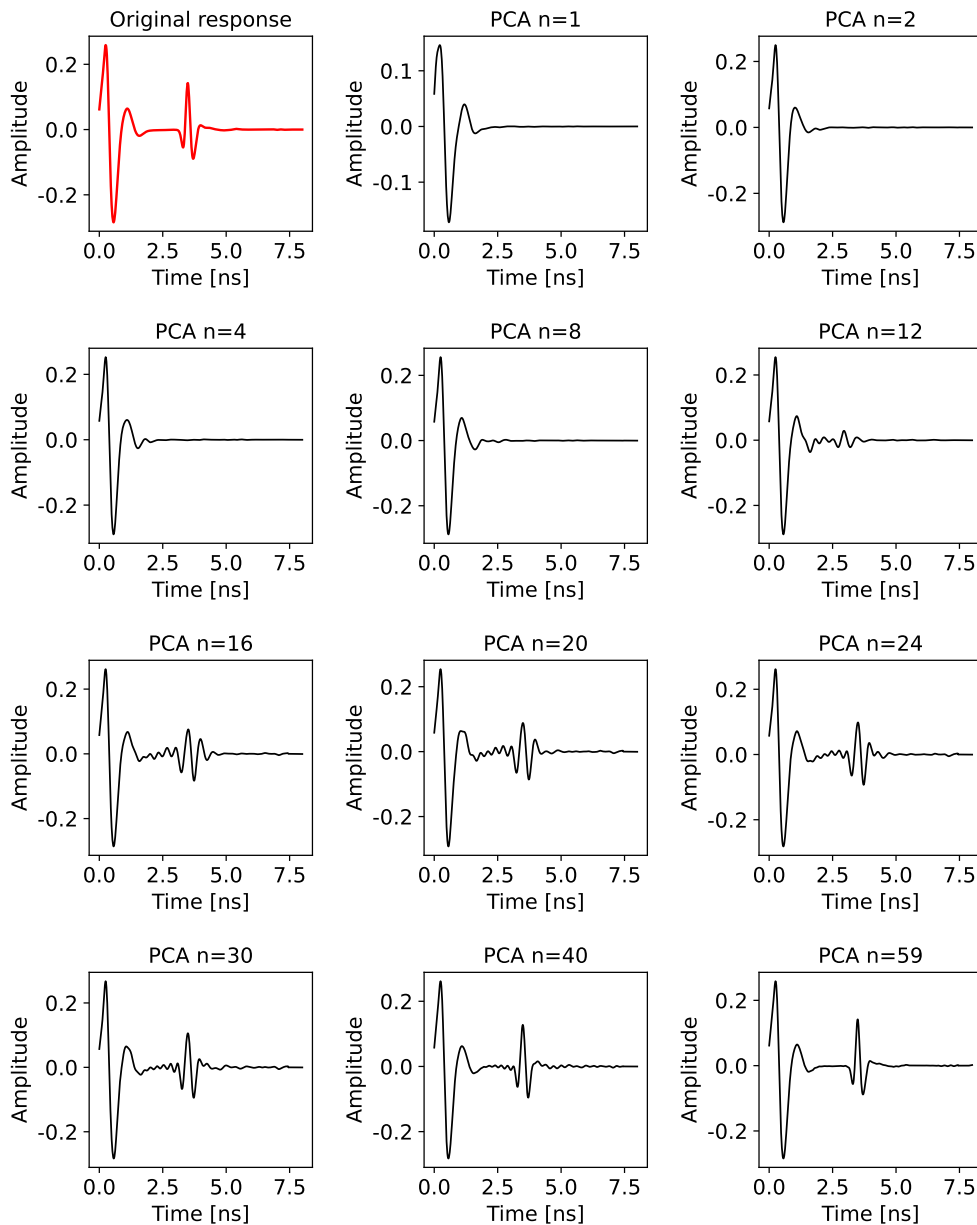 Original response
PCA n=1
PCA n=2
Amplitude
0.2
0.0
-0.2
0.0 2.5 5.0 7.5
Time [ns]
Amplitude
0.1
0.0
-0.1
0.0 2.5 5.0 7.5
Time [ns]
Amplitude
0.2
0.0
-0.2
0.0 2.5 5.0 7.5
Time [ns]
PCA n=4
PCA n=8
PCA n=12
Amplitude
0.2
0.0
-0.2
0.0 2.5 5.0 7.5
Time [ns]
Amplitude
0.2
0.0
-0.2
0.0 2.5 5.0 7.5
Time [ns]
Amplitude
0.2
0.0
-0.2
0.0 2.5 5.0 7.5
Time [ns]
PCA n=16
PCA n=20
PCA n=24
Amplitude
0.2
0.0
-0.2
0.0 2.5 5.0 7.5
Time [ns]
Amplitude
0.2
0.0
-0.2
0.0 2.5 5.0 7.5
Time [ns]
Amplitude
0.2
0.0
-0.2
0.0 2.5 5.0 7.5
Time [ns]
PCA n=30
PCA n=40
PCA n=59
Amplitude
0.2
0.0
-0.2
0.0 2.5 5.0 7.5
Time [ns]
Amplitude
0.2
0.0
-0.2
0.0 2.5 5.0 7.5
Time [ns]
Amplitude
0.2
0.0
-0.2
0.0 2.5 5.0 7.5
Time [ns]